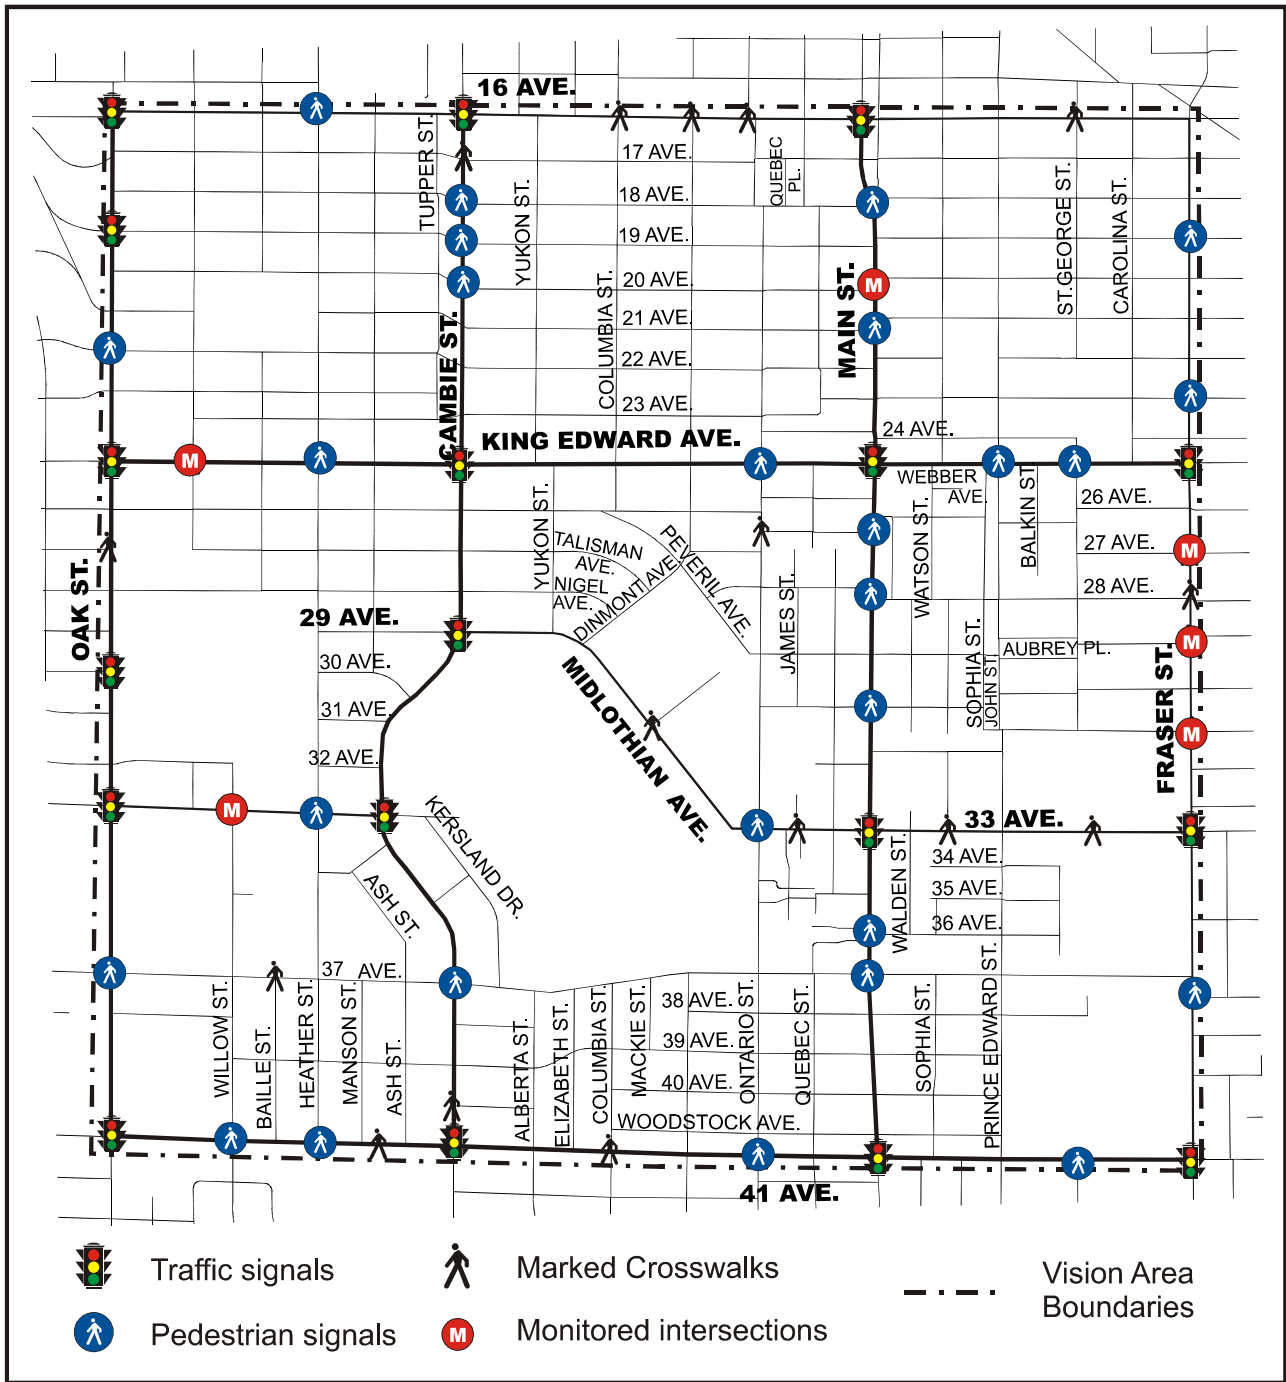 16 AVE.
TUPPER ST.
17 AVE.
QUEBEC
PL.
18 AVE.
YUKON ST.
ST.GEORGE ST.
CAROLINA ST.
19 AVE.
20 AVE.
M
COLUMBIA ST.
MAIN ST.
21 AVE.
CAMBIE ST.
22 AVE.
23 AVE.
24 AVE.
KING EDWARD AVE.
M
WEBBER
AVE.
26 AVE.
BALKIN ST.
YUKON ST.
WATSON ST.
TALISMAN
AVE.
PEVERIL AVE.
27 AVE.
M
NIGEL
AVE.
DINMONT AVE.
28 AVE.
OAK ST.
29 AVE.
JAMES ST.
SOPHIA ST.
JOHN ST.
AUBREY PL.
M
30 AVE.
MIDLOTHIAN AVE.
31 AVE.
FRASER ST.
M
32 AVE.
M
KERSLAND DR.
33 AVE.
34 AVE.
WALDEN ST.
35 AVE.
ASH ST.
36 AVE.
37 AVE.
WILLOW ST.
BAILLE ST.
HEATHER ST.
MANSON ST.
ASH ST.
ALBERTA ST.
ELIZABETH ST.
COLUMBIA ST.
MACKIE ST.
38 AVE.
ONTARIO ST.
QUEBEC ST.
SOPHIA ST.
PRINCE EDWARD ST.
39 AVE.
40 AVE.
WOODSTOCK AVE.
41 AVE.
Traffic signals
Marked Crosswalks
Vision Area
Boundaries
Pedestrian signals
M
Monitored intersections